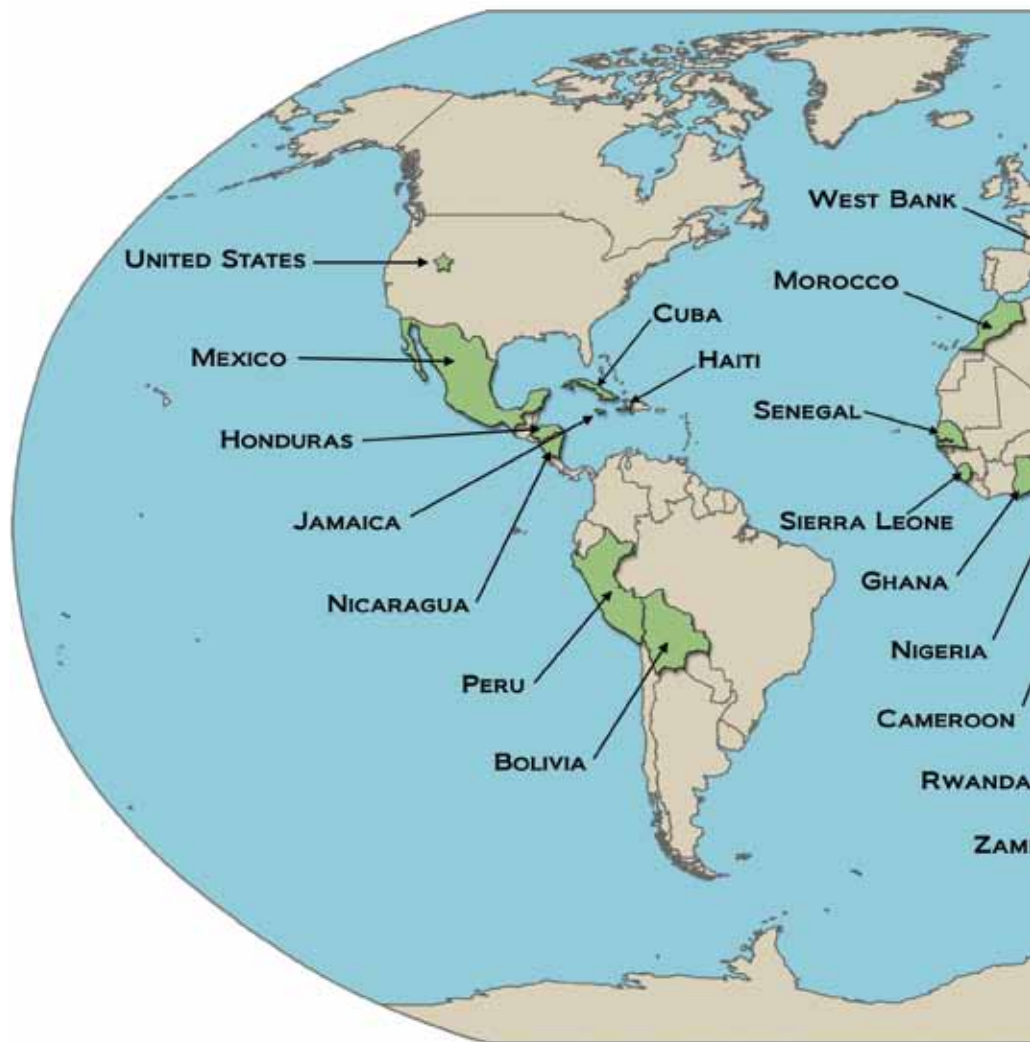 WEST BANK
UNITED STATES
MOROCCO
CUBA
MEXICO
HAITI
SENEGAL
HONDURAS
JAMAICA
SIERRA LEONE
GHANA
NICARAGUA
NIGERIA
PERU
CAMEROON
BOLIVIA
RWANDA